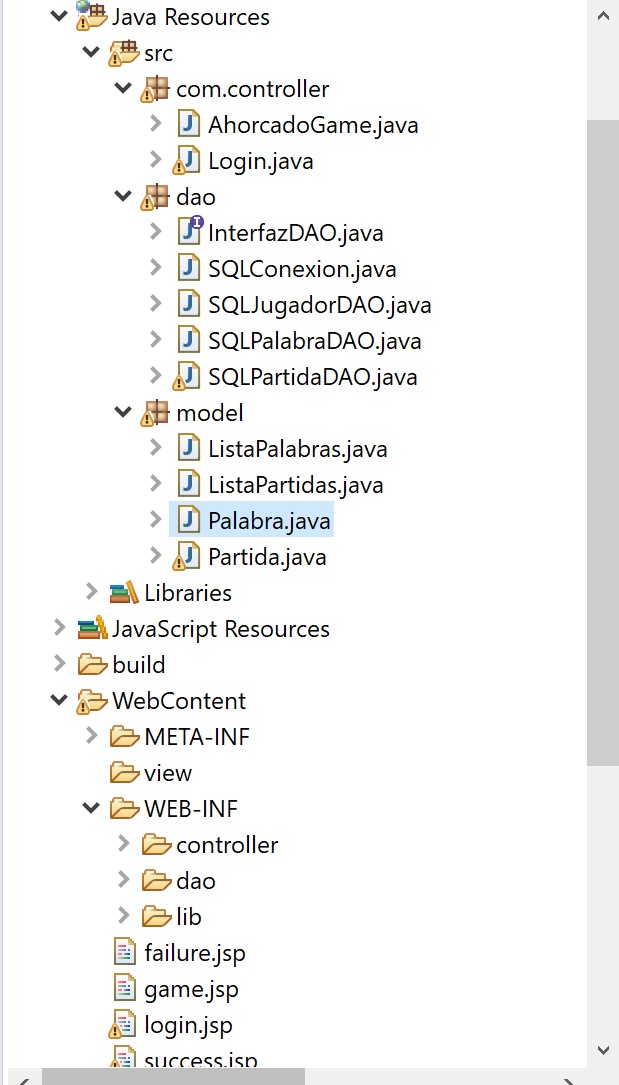 Java Resources
src
com.controller
AhorcadoGame.java
Login.java
dao
InterfazDAO.java
SQLConexion.java
SQLJugadorDAO.java
SQLPalabraDAO.java
SQLPartidaDAO.java
model
ListaPalabras.java
ListaPartidas.java
Palabra.java
Partida.java
Libraries
JavaScript Resources
build
WebContent
META-INF
view
WEB-INF
controller
dao
lib
failure.jsp
game.jsp
login.jsp
success.jsp